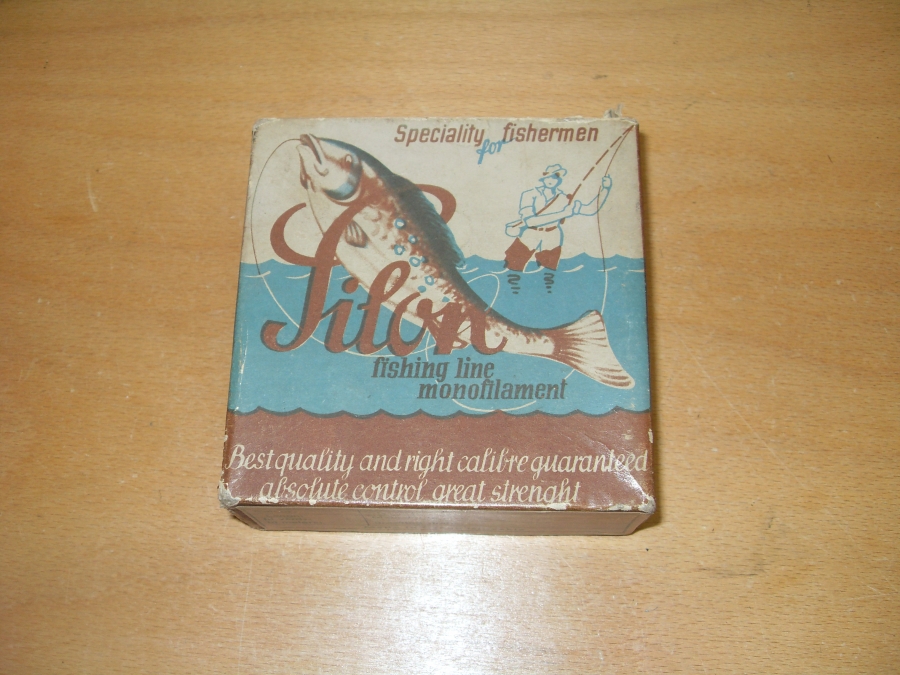 Speciality for fishermen
Silon
fishing line
monofilament
Best quality and right calibre guaranteed
absolute control great strenght